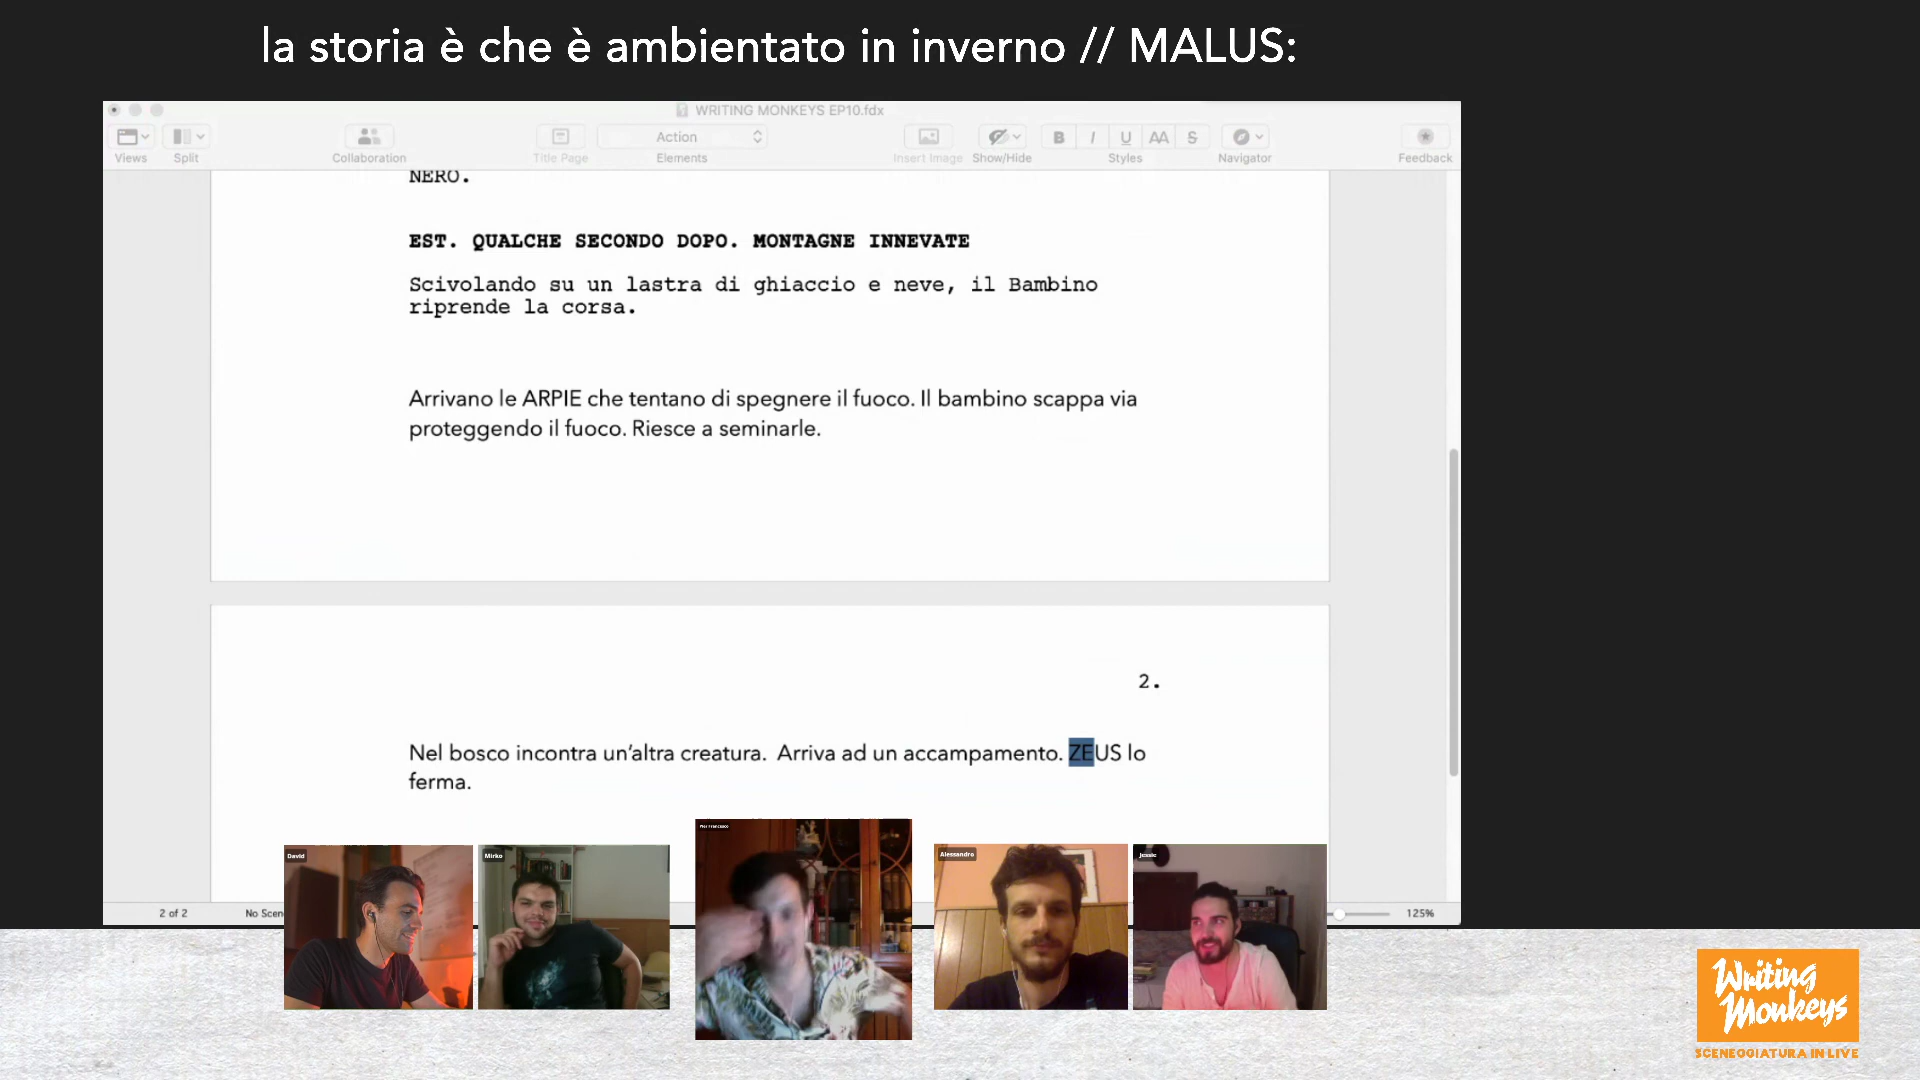 la storia è che è ambientato in inverno // MALUS:
WRITING MONKEYS EP10.fdx
Action
B I U AA S
Views Split Collaboration Title Page Elements Insert Image Show/Hide Styles Navigator Feedback
NERO.
EST. QUALCHE SECONDO DOPO. MONTAGNE INNEVATE
Scivolando su un lastra di ghiaccio e neve, il Bambino
riprende la corsa.
Arrivano le ARPIE che tentano di spegnere il fuoco. Il bambino scappa via
proteggendo il fuoco. Riesce a seminarle.
2.
Nel bosco incontra un'altra creatura. Arriva ad un accampamento. ZEUS lo
ferma.
Pier Francesco
David
Mirko
Alessandro
Jessie
2 of 2
No Scen
125%
Writing
Monkeys
SCENEGGIATURA IN LIVE